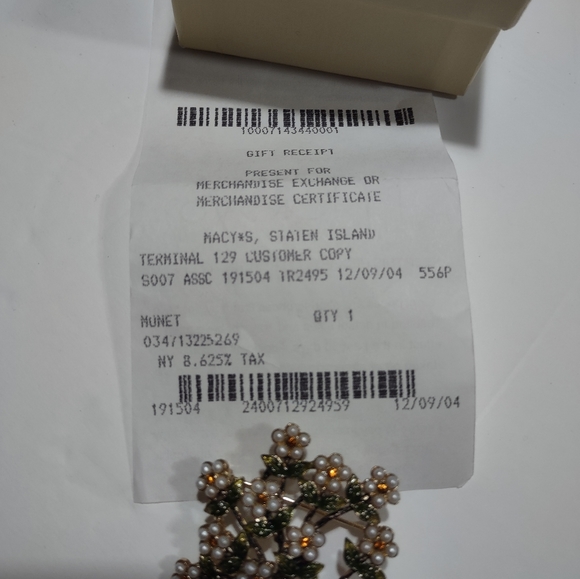 10007143440001
GIFT RECEIPT
PRESENT FOR
MERCHANDISE EXCHANGE OR
MERCHANDISE CERTIFICATE
MACY*S, STATEN ISLAND
TERMINAL 129 CUSTOMER COPY
S007 ASSC 191504 TR2495 12/09/04 556P
MONET QTY 1
034/13225269
NY 8.625% TAX
191504 2400712924959 12/09/04